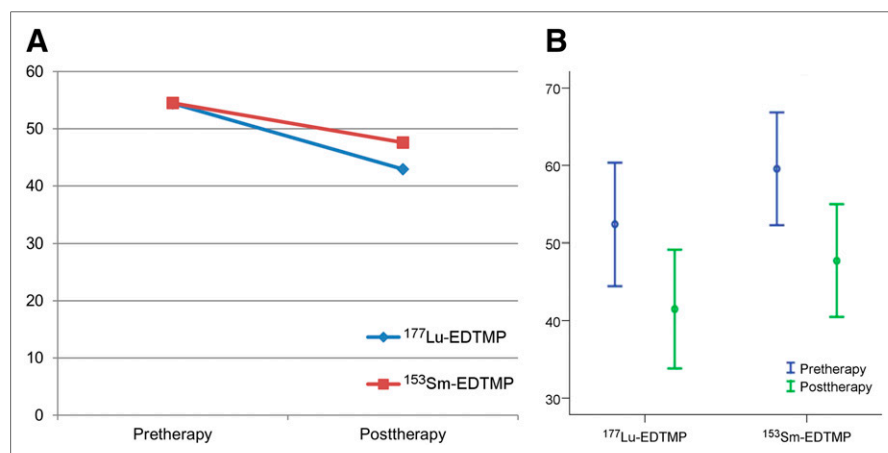 A
60
50
40
30
20
10
0
¹⁷⁷Lu-EDTMP
¹⁵³Sm-EDTMP
Pretherapy Posttherapy
B
70
60
50
40
30
Pretherapy
Posttherapy
¹⁷⁷Lu-EDTMP ¹⁵³Sm-EDTMP